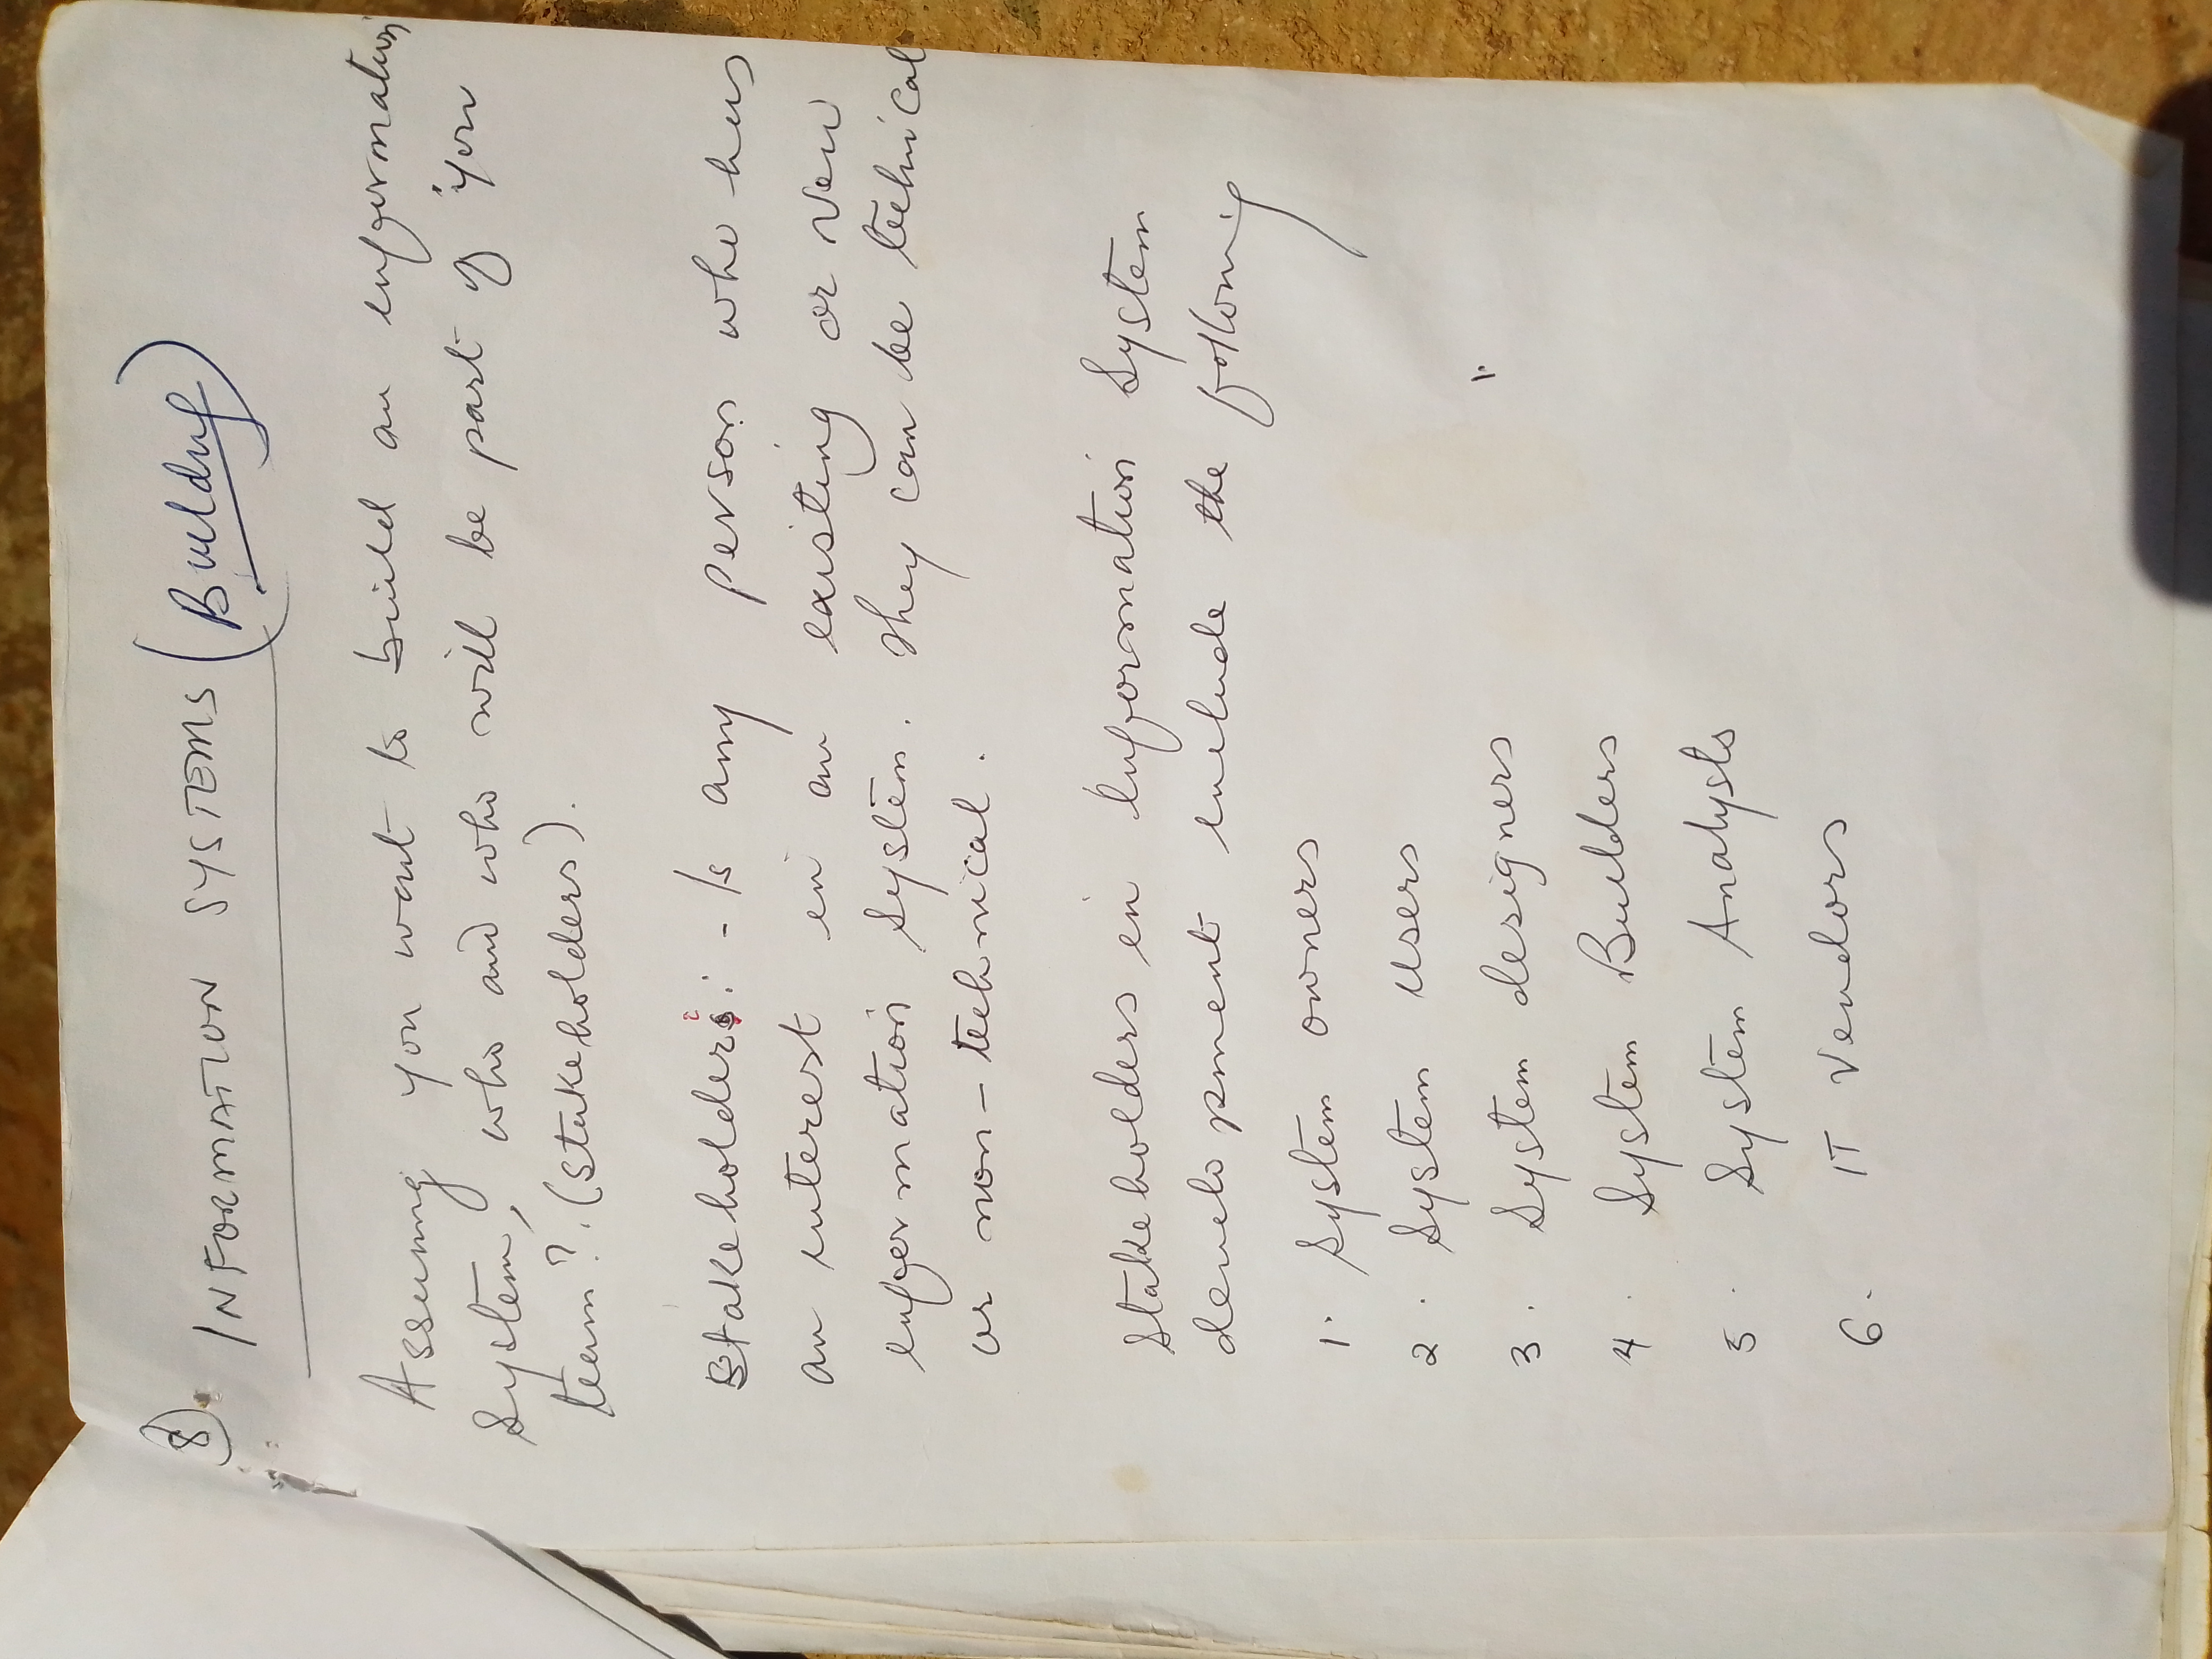 8. INFORMATION SYSTEMS (Building)
Assuming you want to build an information
System, who and who will be part of you
team? (stakeholders).
Stakeholder: - Is any person who has
an interest in an existing or new
information system. They can be technical
or non-technical.
Stakeholders in Information System
development include the following
1. System owners
2. System users
3. System designers
4. System Builders
5. System Analysts
6. IT Vendors